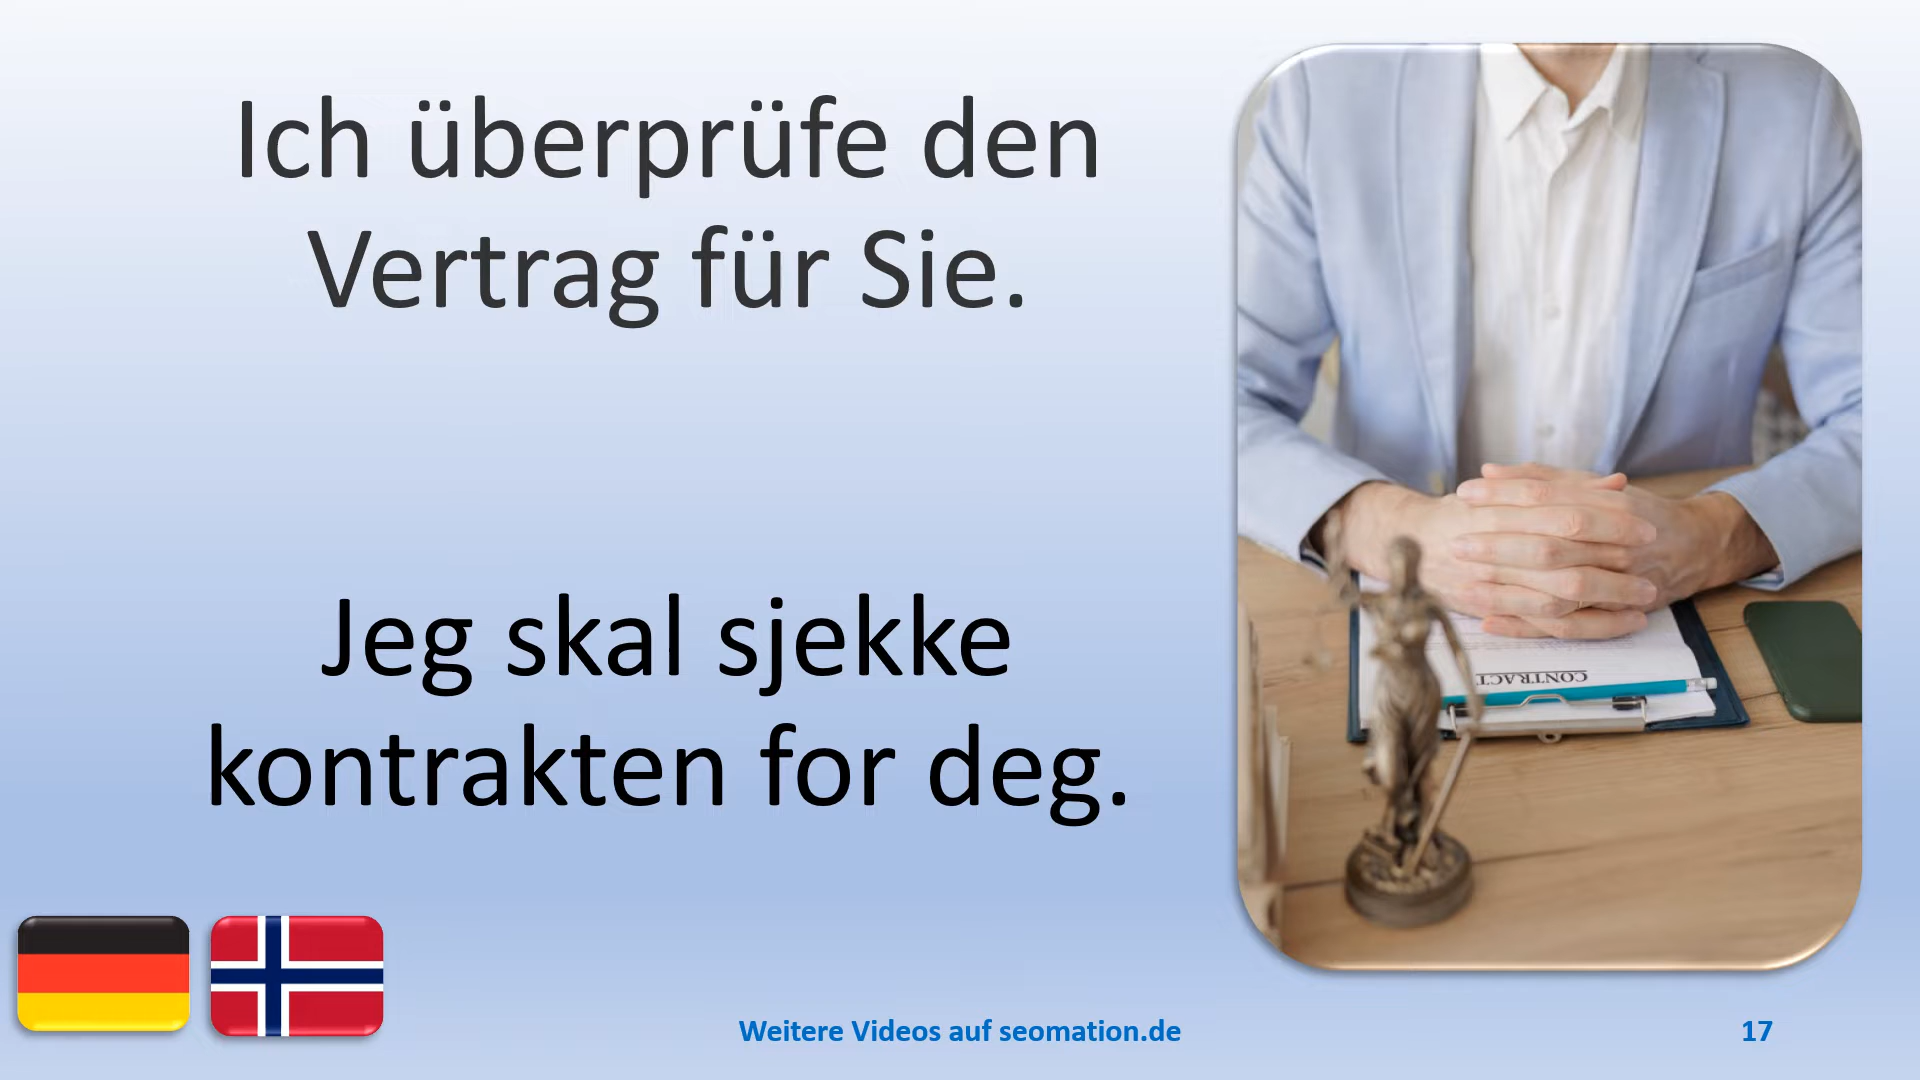 Ich überprüfe den
Vertrag für Sie.
Jeg skal sjekke
kontrakten for deg.
CONTRACT
Weitere Videos auf seomation.de
17